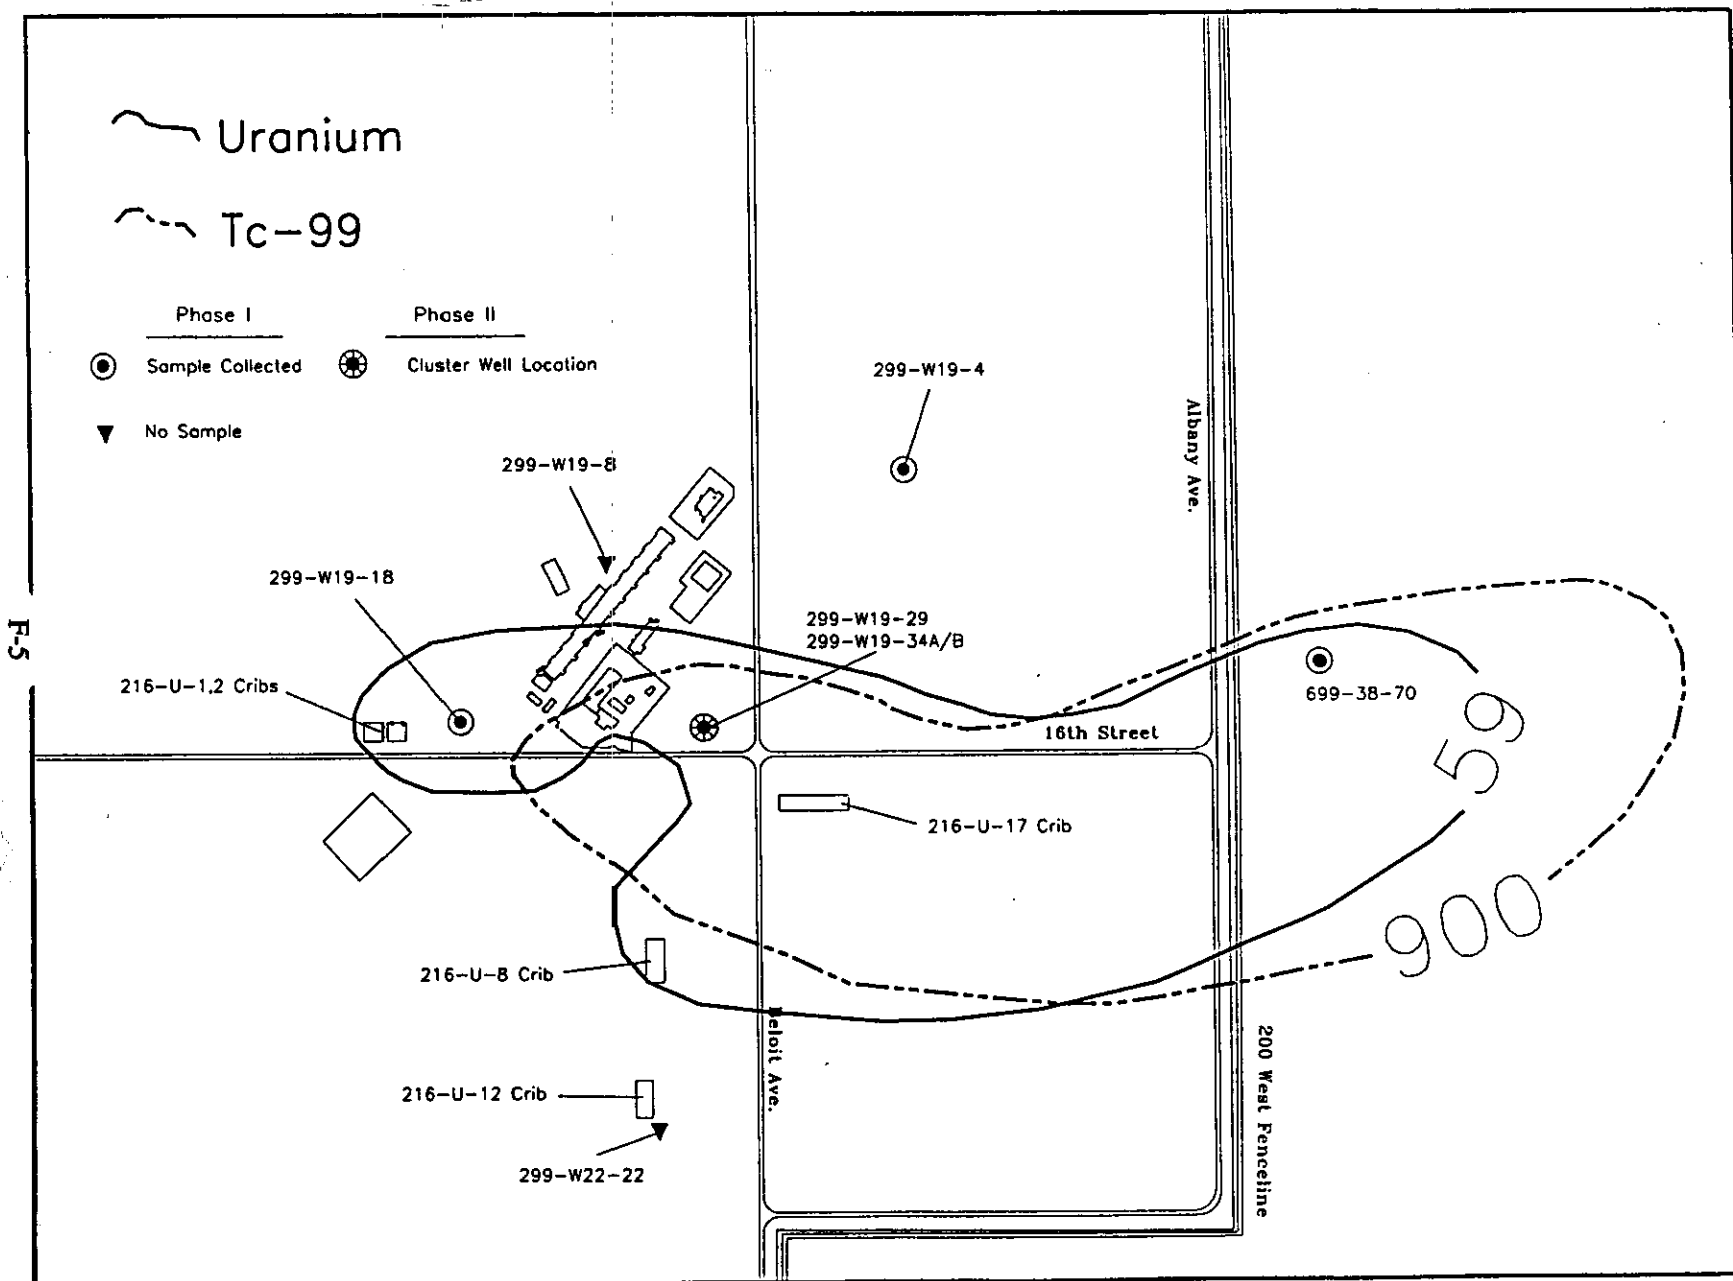 Uranium
Tc-99
Phase I
Phase II
Sample Collected
Cluster Well Location
No Sample
299-W19-4
Albany Ave.
299-W19-8
299-W19-18
299-W19-29
299-W19-34A/B
F-5
216-U-1,2 Cribs
699-38-70
59
16th Street
216-U-17 Crib
900
216-U-8 Crib
Beloit Ave.
200 West Fenceline
216-U-12 Crib
299-W22-22